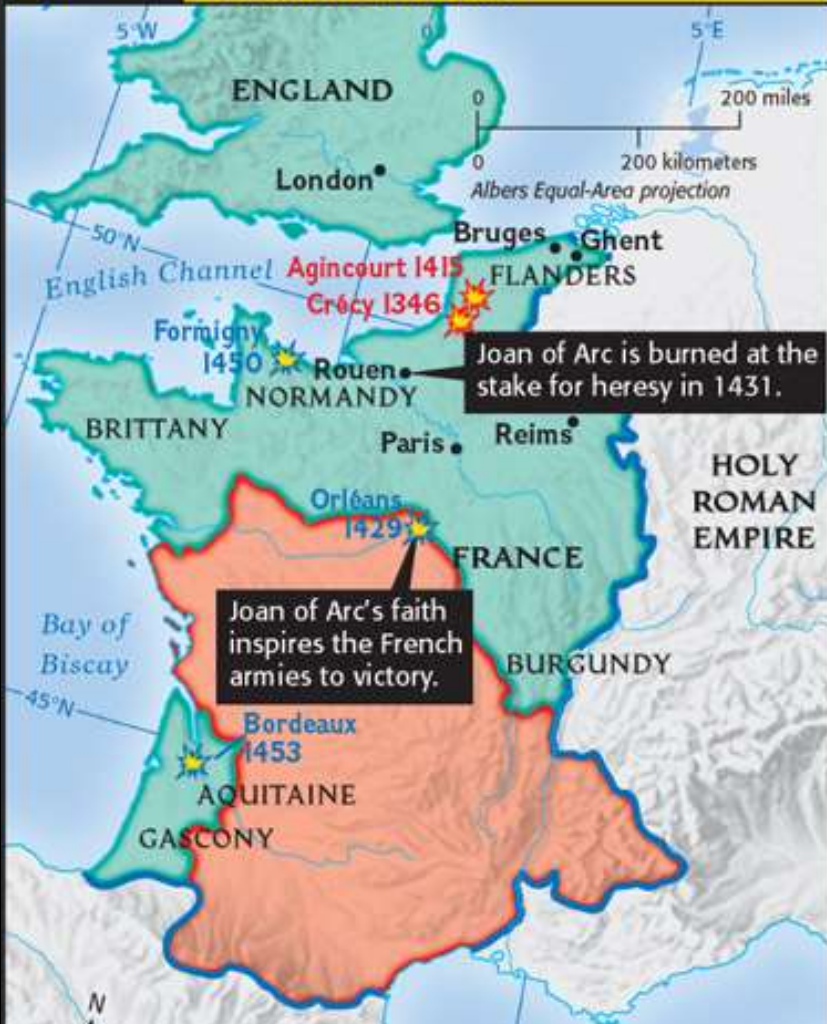 5°W
0°
5°E
ENGLAND
0
200 miles
0
200 kilometers
Albers Equal-Area projection
London
50°N
English Channel
Bruges
Ghent
FLANDERS
Agincourt 1415
Crécy 1346
Formigny
1450
Rouen
Joan of Arc is burned at the
stake for heresy in 1431.
NORMANDY
BRITTANY
Paris
Reims
HOLY
ROMAN
EMPIRE
Orléans
1429
FRANCE
Joan of Arc's faith
inspires the French
armies to victory.
Bay of
Biscay
BURGUNDY
45°N
Bordeaux
1453
AQUITAINE
GASCONY
N